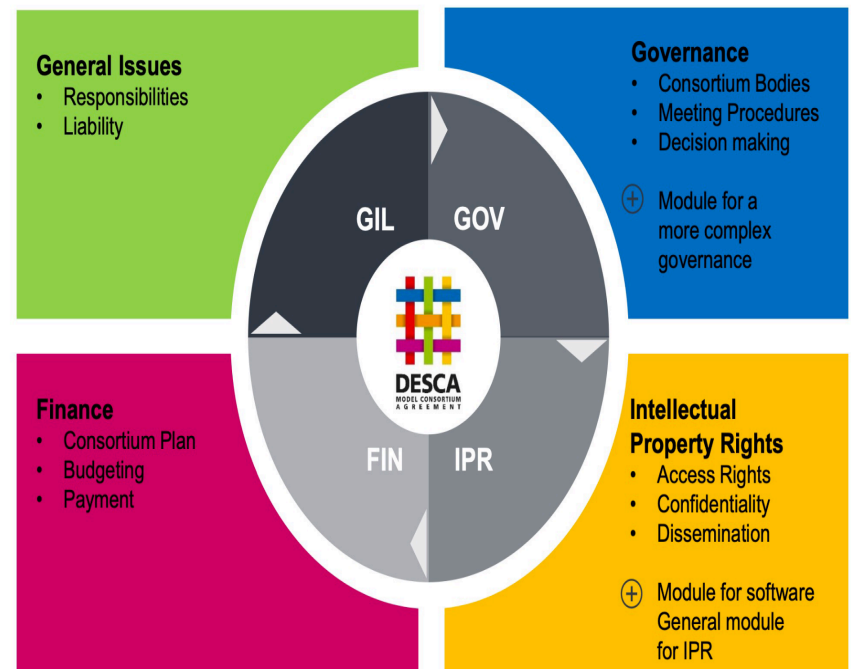 General Issues
• Responsibilities
• Liability
Governance
• Consortium Bodies
• Meeting Procedures
• Decision making
⊕ Module for a
more complex
governance
GIL
GOV
DESCA
MODEL CONSORTIUM
AGREEMENT
FIN
IPR
Finance
• Consortium Plan
• Budgeting
• Payment
Intellectual
Property Rights
• Access Rights
• Confidentiality
• Dissemination
⊕ Module for software
General module
for IPR